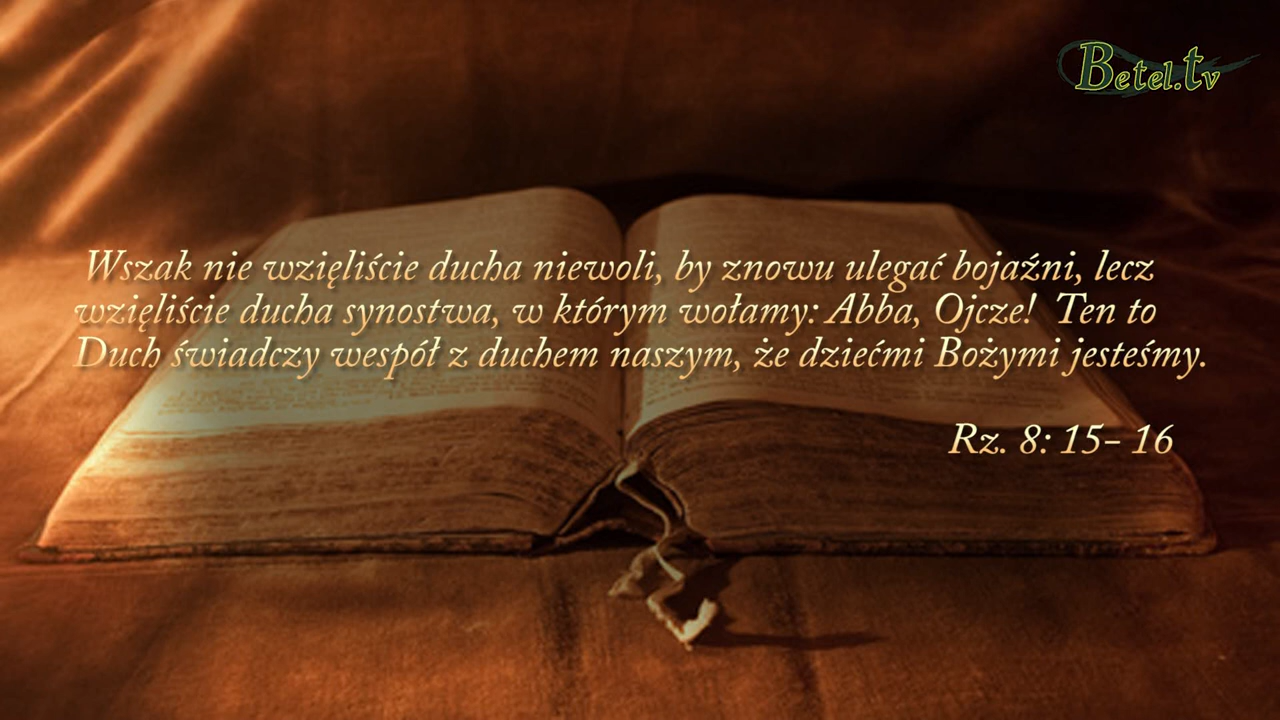 Betel.tv
Wszak nie wzięliście ducha niewoli, by znowu ulegać bojaźni, lecz
wzięliście ducha synostwa, w którym wołamy: Abba, Ojcze! Ten to
Duch świadczy wespół z duchem naszym, że dziećmi Bożymi jesteśmy.
Rz. 8: 15- 16